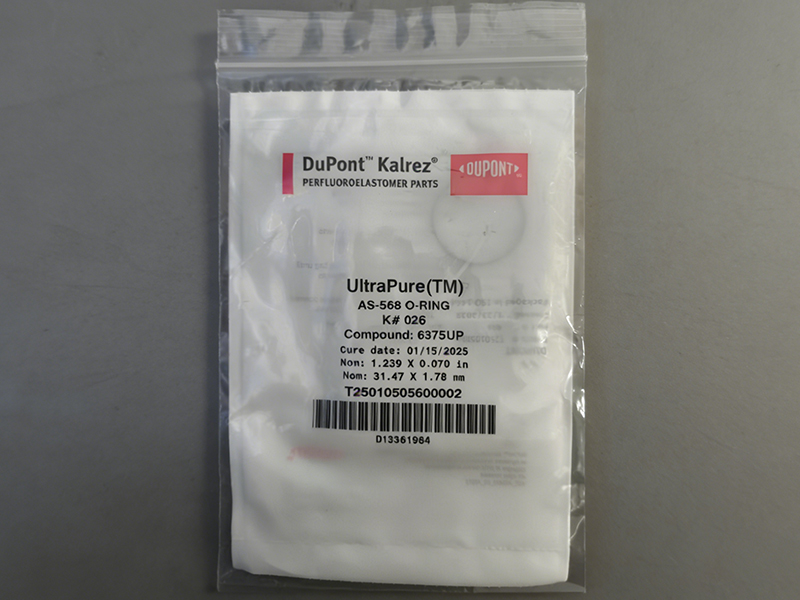 DuPont™ Kalrez®
PERFLUOROELASTOMER PARTS
DUPONT
UltraPure(TM)
AS-568 O-RING
K# 026
Compound: 6375UP
Cure date: 01/15/2025
Non: 1.239 X 0.070 in
Nom: 31.47 X 1.78 mm
T25010505600002
D13361984